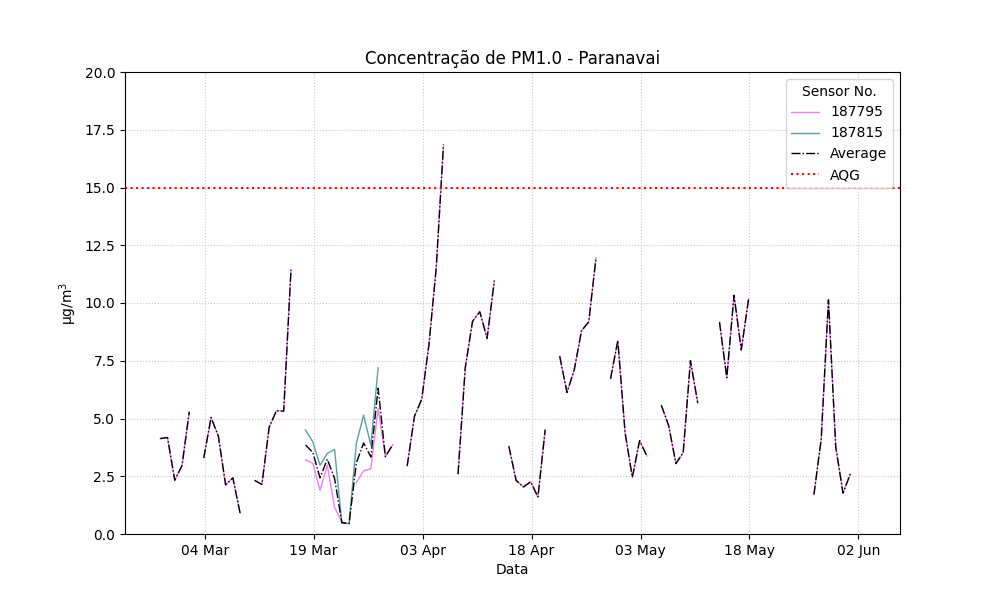 Concentração de PM1.0 - Paranavai
20.0
17.5
15.0
12.5
10.0
7.5
5.0
2.5
0.0
µg/m³
Sensor No.
187795
187815
Average
AQG
04 Mar
19 Mar
03 Apr
18 Apr
03 May
18 May
02 Jun
Data